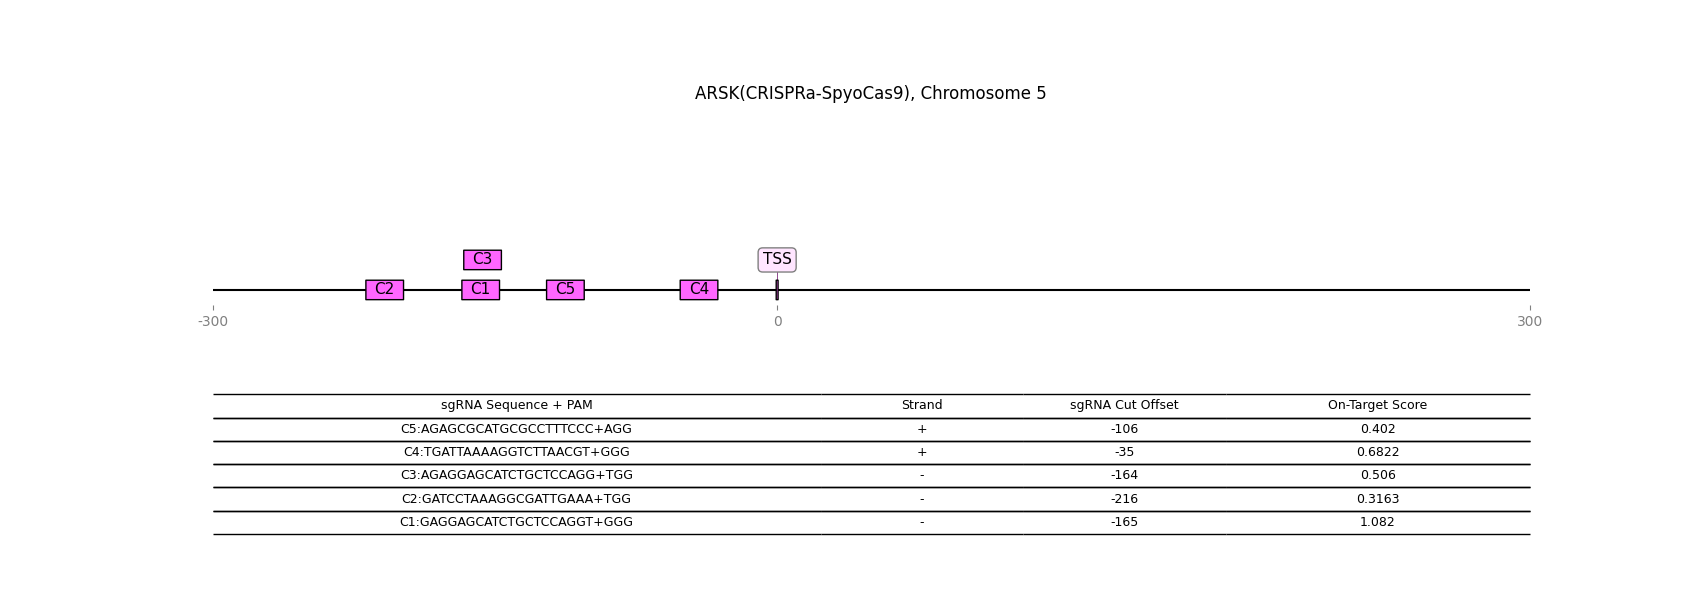 ARSK(CRISPRa-SpyoCas9), Chromosome 5
C3 TSS
C2 C1 C5 C4
-300 0 300
sgRNA Sequence + PAM Strand sgRNA Cut Offset On-Target Score
C5:AGAGCGCATGCGCCTTTCCC+AGG + -106 0.402
C4:TGATTAAAAGGTCTTAACGT+GGG + -35 0.6822
C3:AGAGGAGCATCTGCTCCAGG+TGG - -164 0.506
C2:GATCCTAAAGGCGATTGAAA+TGG - -216 0.3163
C1:GAGGAGCATCTGCTCCAGGT+GGG - -165 1.082